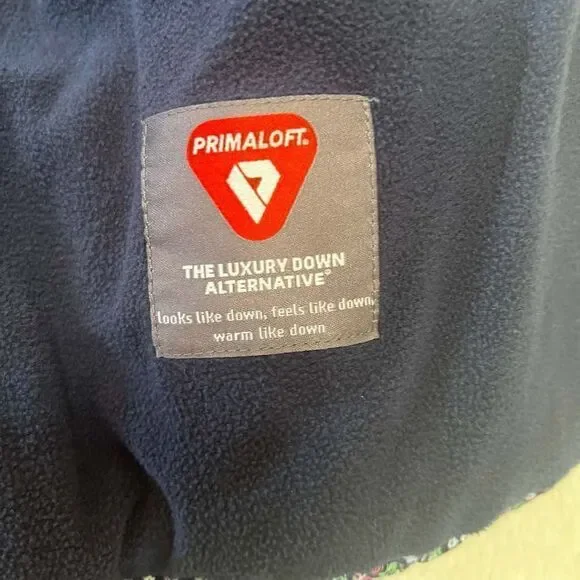 PRIMALOFT®
THE LUXURY DOWN
ALTERNATIVE®
looks like down, feels like down,
warm like down